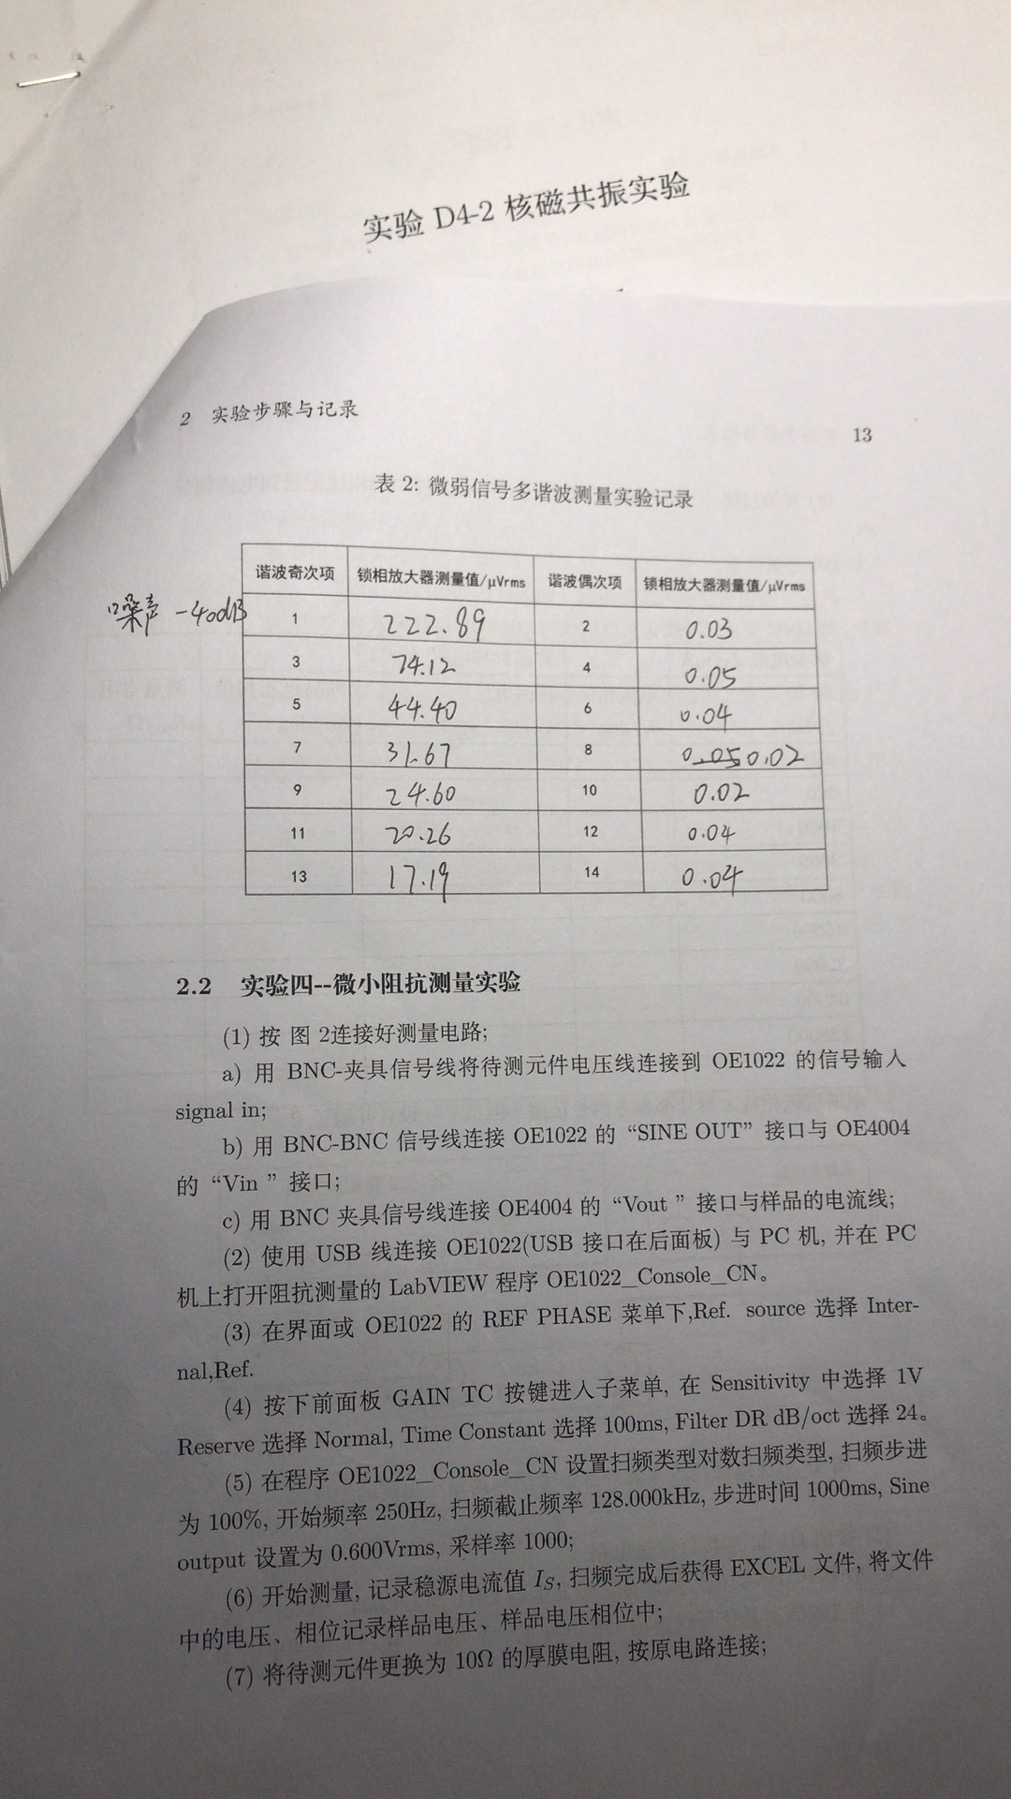 实验 D4-2 核磁共振实验
2 实验步骤与记录
13
表 2: 微弱信号多谐波测量实验记录
谐波奇次项 锁相放大器测量值/μVrms 谐波偶次项 锁相放大器测量值/μVrms
噪声 -40dB
1 222.89 2 0.03
3 74.12 4 0.05
5 44.40 6 0.04
7 31.67 8 0.05 0.02
9 24.60 10 0.02
11 20.26 12 0.04
13 17.19 14 0.04
2.2 实验四--微小阻抗测量实验
(1) 按 图 2连接好测量电路;
a) 用 BNC-夹具信号线将待测元件电压线连接到 OE1022 的信号输入
signal in;
b) 用 BNC-BNC 信号线连接 OE1022 的 “SINE OUT” 接口与 OE4004
的 “Vin ” 接口;
c) 用 BNC 夹具信号线连接 OE4004 的 “Vout ” 接口与样品的电流线;
(2) 使用 USB 线连接 OE1022(USB 接口在后面板) 与 PC 机, 并在 PC
机上打开阻抗测量的 LabVIEW 程序 OE1022_Console_CN。
(3) 在界面或 OE1022 的 REF PHASE 菜单下,Ref. source 选择 Inter-
nal,Ref.
(4) 按下前面板 GAIN TC 按键进入子菜单, 在 Sensitivity 中选择 1V
Reserve 选择 Normal, Time Constant 选择 100ms, Filter DR dB/oct 选择 24。
(5) 在程序 OE1022_Console_CN 设置扫频类型对数扫频类型, 扫频步进
为 100%, 开始频率 250Hz, 扫频截止频率 128.000kHz, 步进时间 1000ms, Sine
output 设置为 0.600Vrms, 采样率 1000;
(6) 开始测量, 记录稳源电流值 IS, 扫频完成后获得 EXCEL 文件, 将文件
中的电压、相位记录样品电压、样品电压相位中;
(7) 将待测元件更换为 10Ω 的厚膜电阻, 按原电路连接;